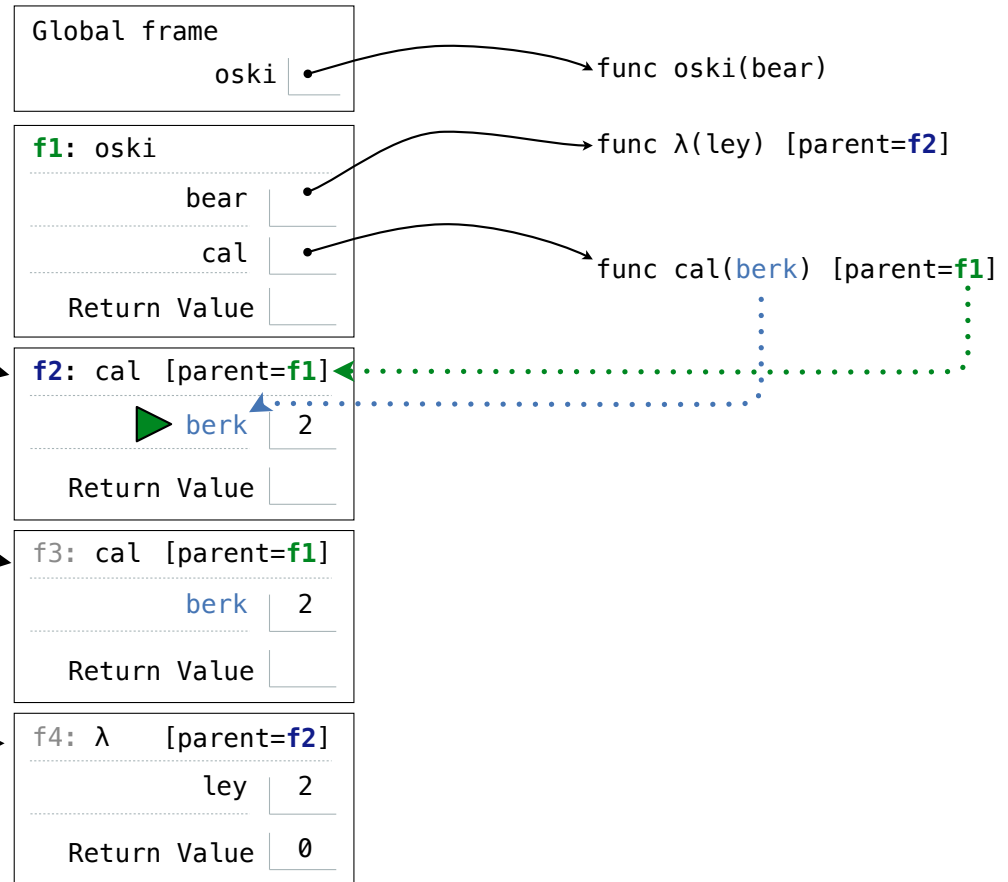 Global frame
oski
func oski(bear)
f1: oski
func λ(ley) [parent=f2]
bear
cal
func cal(berk) [parent=f1]
Return Value
f2: cal [parent=f1]
berk 2
Return Value
f3: cal [parent=f1]
berk 2
Return Value
f4: λ [parent=f2]
ley 2
Return Value 0